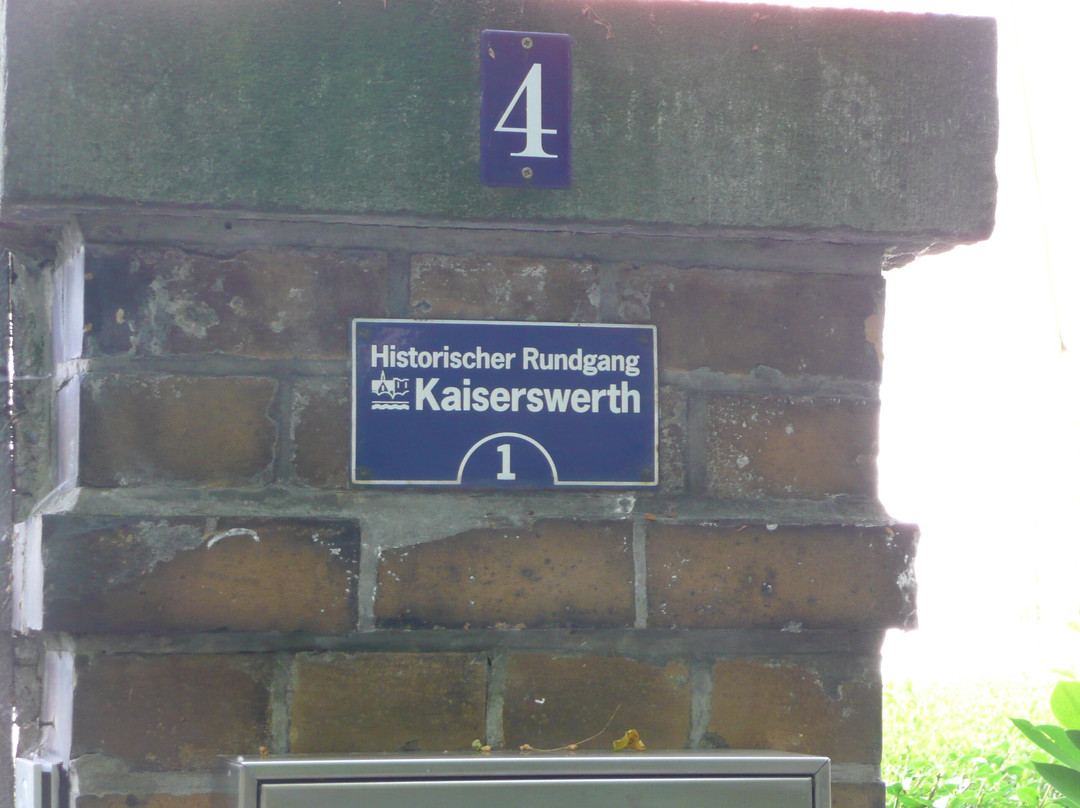 4
Historischer Rundgang
Kaiserswerth
1